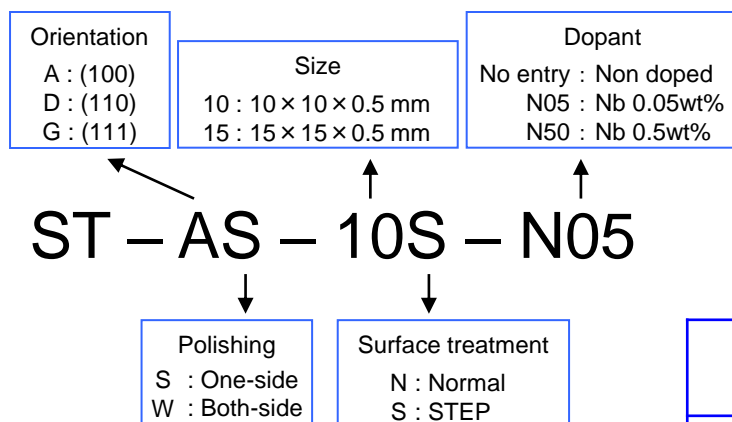 Orientation
A : (100)
D : (110)
G : (111)
Size
10 : 10×10×0.5 mm
15 : 15×15×0.5 mm
Dopant
No entry : Non doped
N05 : Nb 0.05wt%
N50 : Nb 0.5wt%
ST – AS – 10S – N05
Polishing
S : One-side
W : Both-side
Surface treatment
N : Normal
S : STEP